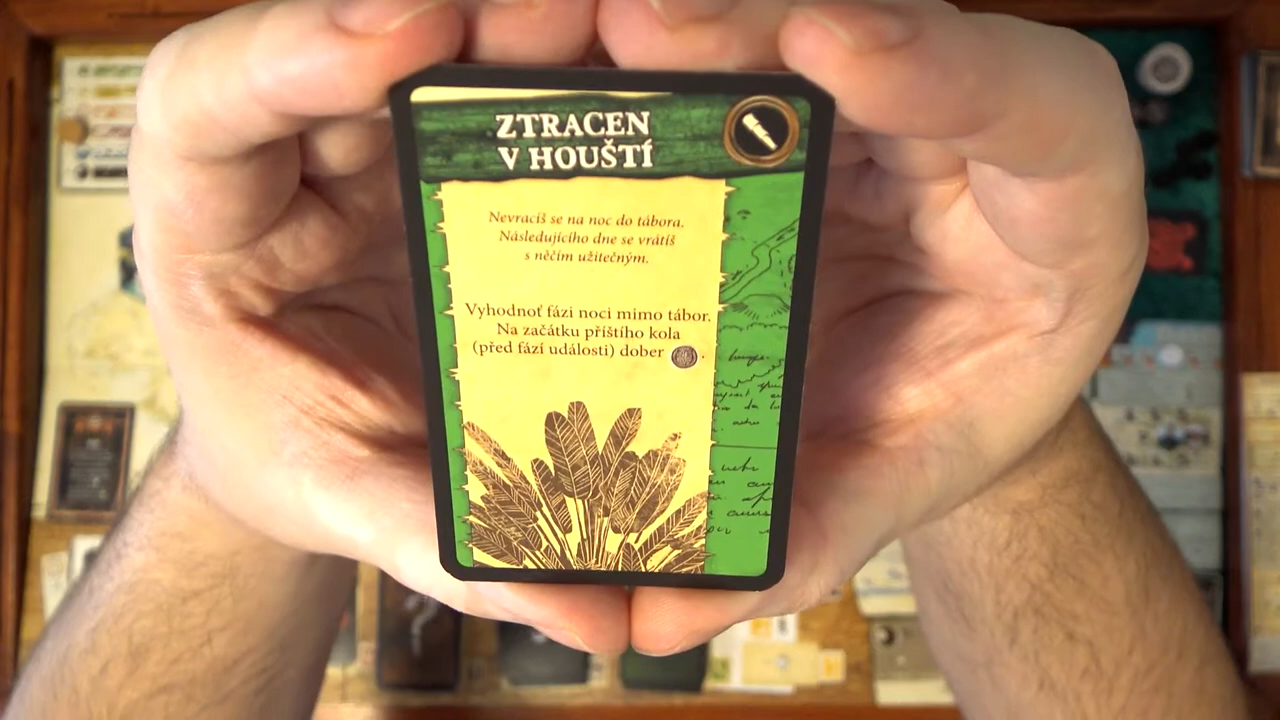 ZTRACEN
V HOUŠTÍ
Nevracíš se na noc do tábora.
Následujícího dne se vrátíš
s něčím užitečným.
Vyhodnoť fázi noci mimo tábor.
Na začátku příštího kola
(před fází události) dober .